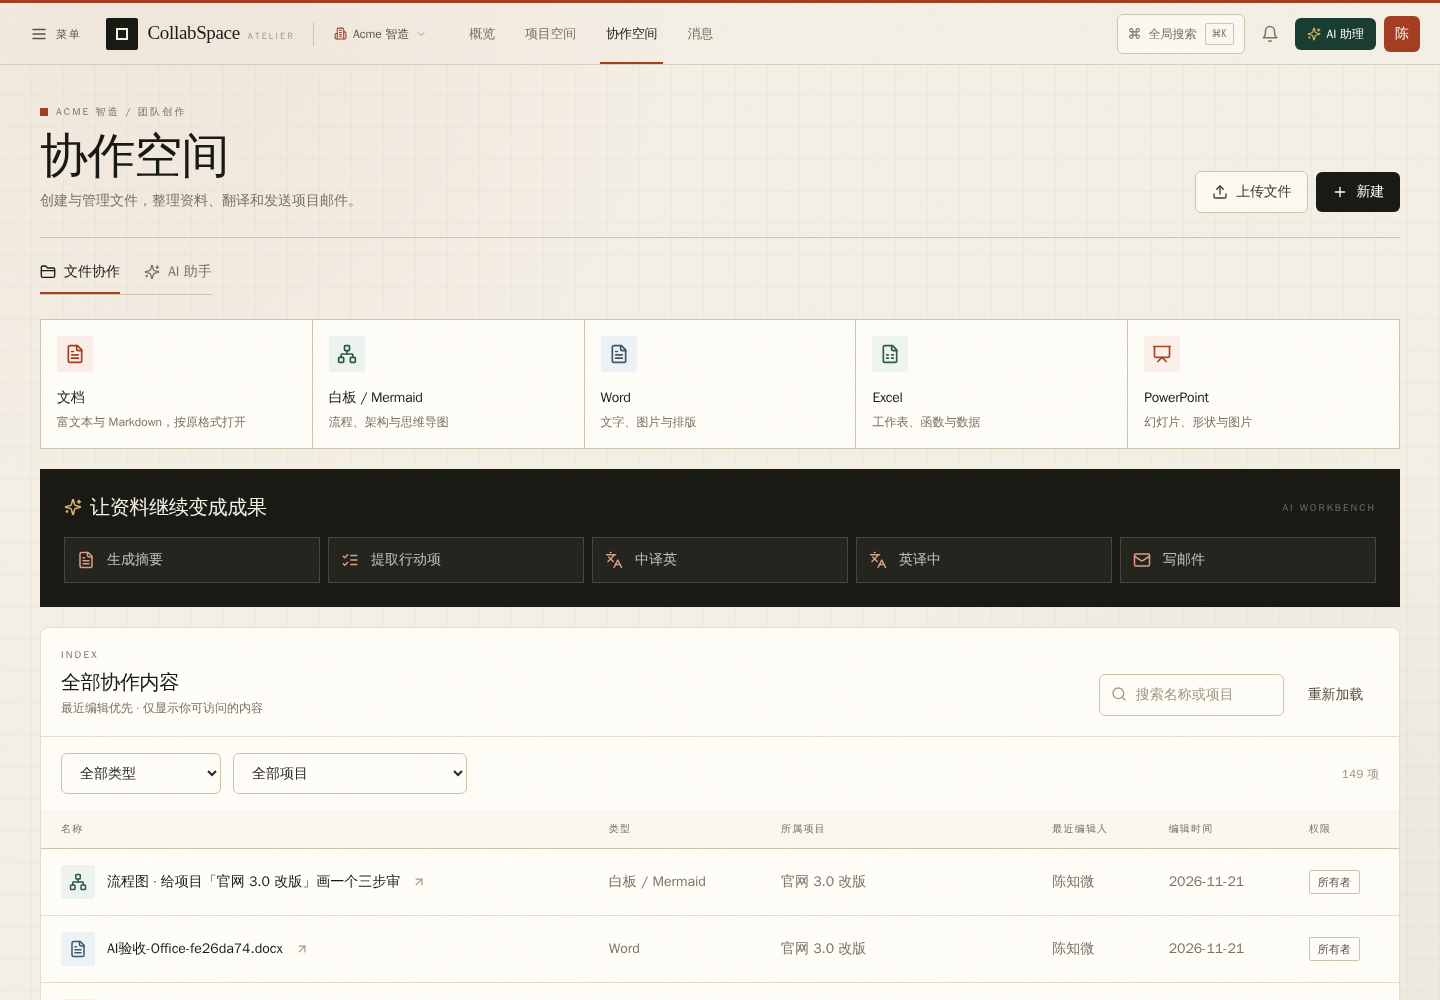 菜单
CollabSpace ATELIER
Acme 智造
概览
项目空间
协作空间
消息
⌘ 全局搜索 ⌘K
AI 助理
陈
ACME 智造 / 团队创作
协作空间
创建与管理文件，整理资料、翻译和发送项目邮件。
上传文件
新建
文件协作
AI 助手
文档
富文本与 Markdown，按原格式打开
白板 / Mermaid
流程、架构与思维导图
Word
文字、图片与排版
Excel
工作表、函数与数据
PowerPoint
幻灯片、形状与图片
让资料继续变成成果
AI WORKBENCH
生成摘要
提取行动项
中译英
英译中
写邮件
INDEX
全部协作内容
最近编辑优先 · 仅显示你可访问的内容
搜索名称或项目
重新加载
全部类型
全部项目
149 项
名称 类型 所属项目 最近编辑人 编辑时间 权限
流程图 · 给项目「官网 3.0 改版」画一个三步审 白板 / Mermaid 官网 3.0 改版 陈知微 2026-11-21 所有者
AI验收-Office-fe26da74.docx Word 官网 3.0 改版 陈知微 2026-11-21 所有者